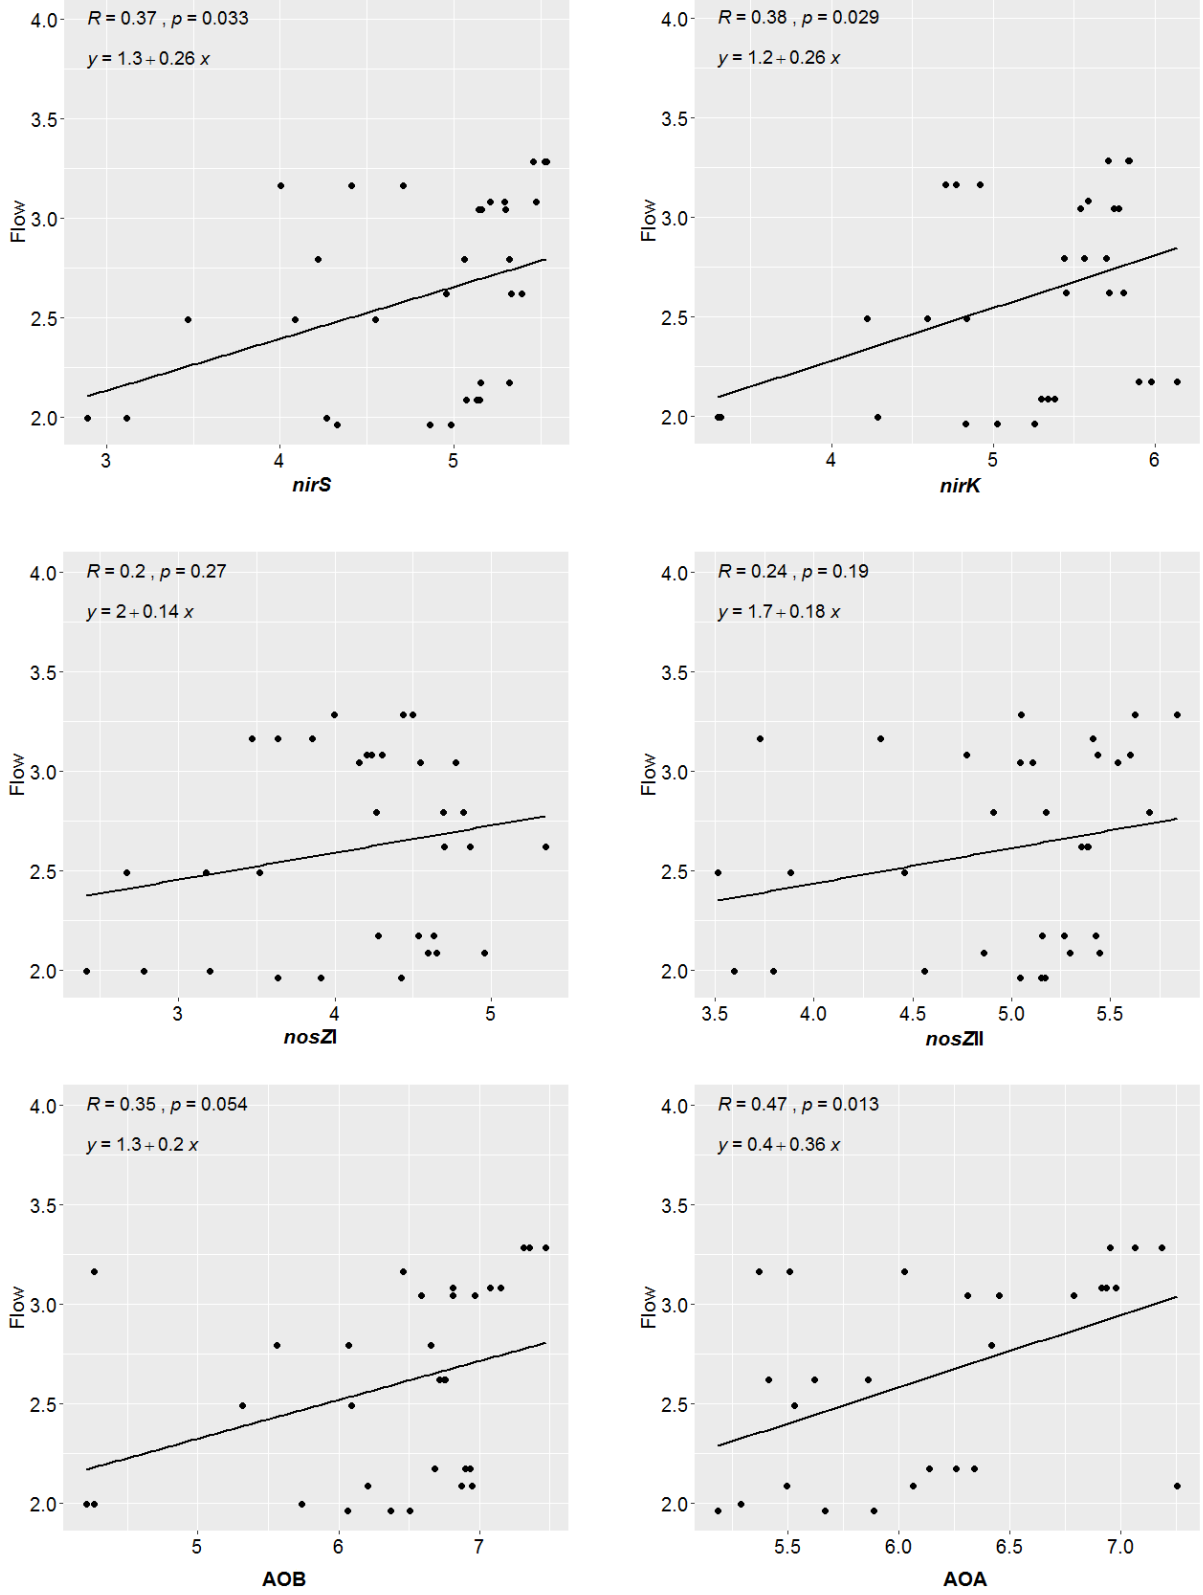 R = 0.37 , p = 0.033
y = 1.3 + 0.26 x
4.0
3.5
3.0
2.5
2.0
Flow
3
4
5
nirS
R = 0.38 , p = 0.029
y = 1.2 + 0.26 x
4.0
3.5
3.0
2.5
2.0
Flow
4
5
6
nirK
R = 0.2 , p = 0.27
y = 2 + 0.14 x
4.0
3.5
3.0
2.5
2.0
Flow
3
4
5
nosZI
R = 0.24 , p = 0.19
y = 1.7 + 0.18 x
4.0
3.5
3.0
2.5
2.0
Flow
3.5
4.0
4.5
5.0
5.5
nosZII
R = 0.35 , p = 0.054
y = 1.3 + 0.2 x
4.0
3.5
3.0
2.5
2.0
Flow
5
6
7
AOB
R = 0.47 , p = 0.013
y = 0.4 + 0.36 x
4.0
3.5
3.0
2.5
2.0
Flow
5.5
6.0
6.5
7.0
AOA